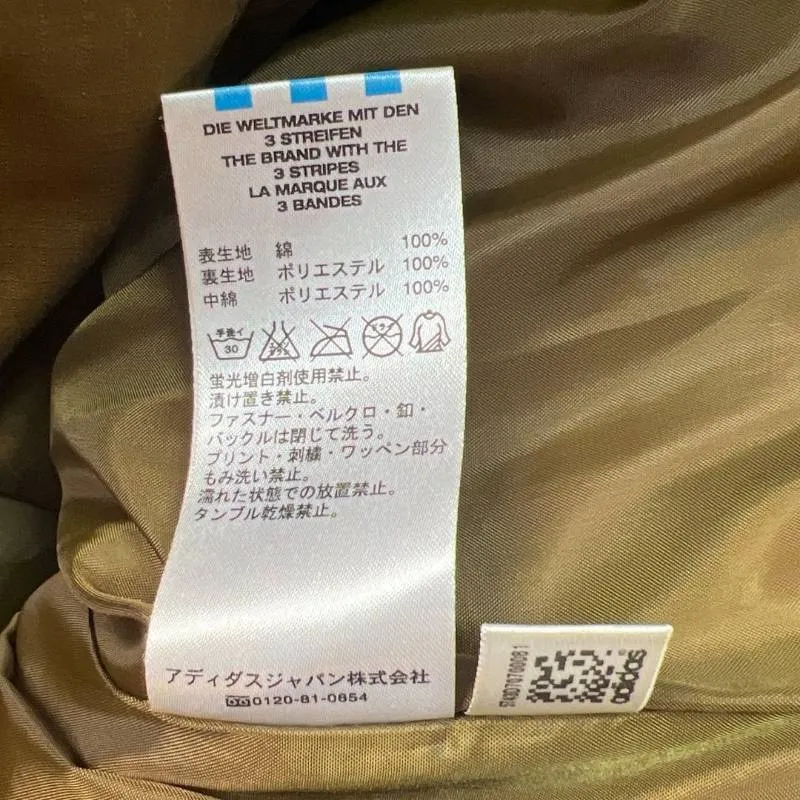 DIE WELTMARKE MIT DEN
3 STREIFEN
THE BRAND WITH THE
3 STRIPES
LA MARQUE AUX
3 BANDES
表生地 綿 100%
裏生地 ポリエステル 100%
中綿 ポリエステル 100%
手洗イ
30
ドライ
蛍光増白剤使用禁止。
漬け置き禁止。
ファスナー・ベルクロ・釦・
バックルは閉じて洗う。
プリント・刺繍・ワッペン部分
もみ洗い禁止。
濡れた状態での放置禁止。
タンブル乾燥禁止。
アディダスジャパン株式会社
0120-81-0654
adidas